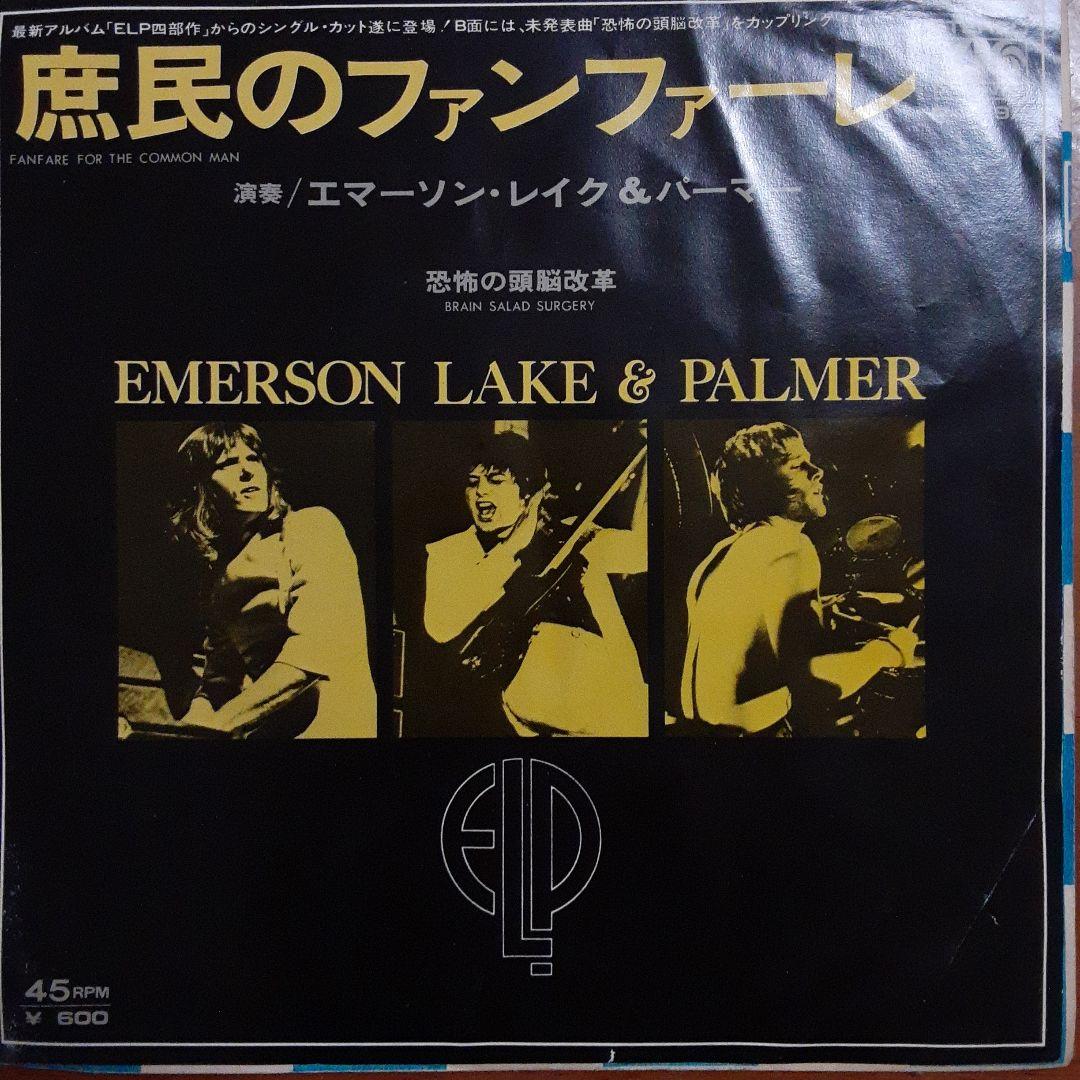 最新アルバム「ELP四部作」からのシングル・カット遂に登場!B面には、未発表曲「恐怖の頭脳改革」をカップリング
庶民のファンファーレ
FANFARE FOR THE COMMON MAN
演奏/エマーソン・レイク&パーマー
恐怖の頭脳改革
BRAIN SALAD SURGERY
EMERSON LAKE & PALMER
ELP.
45RPM
¥ 600